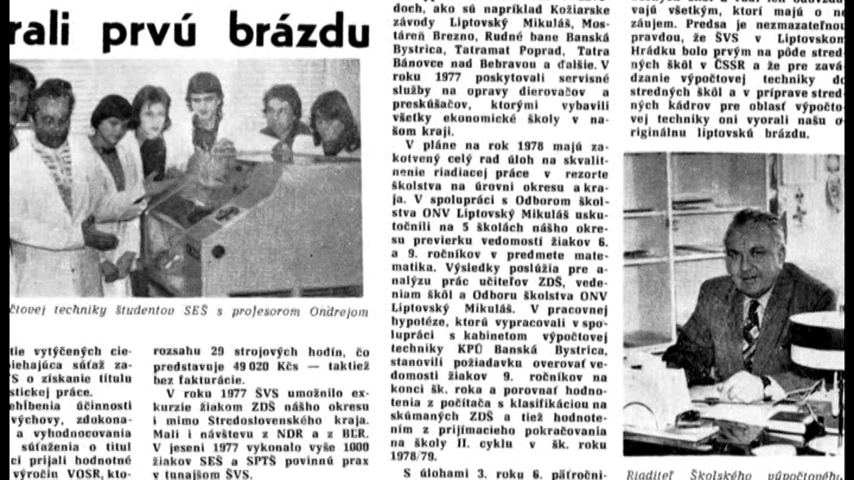 rali prvú brázdu
čtovej techniky študentov SEŠ s profesorom Ondrejom
tie vytýčených cie-
iehajúca súťaž za-
S o získanie titulu
stickej práce.
ehĺbenia účinnosti
výchovy, zdokona-
a vyhodnocovania
súťaženia o titul
ci prijali hodnotné
výročiu VOSR, kto-
rozsahu 29 strojových hodín, čo
predstavuje 49 020 Kčs — taktiež
bez fakturácie.
V roku 1977 ŠVS umožnilo ex-
kurzie žiakom ZDŠ nášho okresu
i mimo Stredoslovenského kraja.
Mali i návštevu z NDR a z BĽR.
V jeseni 1977 vykonalo vyše 1000
žiakov SEŠ a SPTŠ povinnú prax
v tunajšom ŠVS.
doch, ako sú napríklad Kožiarske
závody Liptovský Mikuláš, Mos-
táreň Brezno, Rudné bane Banská
Bystrica, Tatramat Poprad, Tatra
Bánovce nad Bebravou a ďalšie. V
roku 1977 poskytovali servisné
služby na opravy dierovačov a
preskúšačov, ktorými vybavili
všetky ekonomické školy v na-
šom kraji.
V pláne na rok 1978 majú za-
kotvený celý rad úloh na skvalit-
nenie riadiacej práce v rezorte
školstva na úrovni okresu a kra-
ja. V spolupráci s Odborom škol-
stva ONV Liptovský Mikuláš usku-
točnili na 5 školách nášho okre-
su previerku vedomostí žiakov 6.
a 9. ročníkov v predmete mate-
matika. Výsledky poslúžia pre a-
nalýzu prác učiteľov ZDŠ, vede-
niam škôl a Odboru školstva ONV
Liptovský Mikuláš. V pracovnej
hypotéze, ktorú vypracovali v spo-
lupráci s kabinetom výpočtovej
techniky KPÚ Banská Bystrica,
stanovili požiadavku overovať ve-
domosti žiakov 9. ročníkov na
konci šk. roka a porovnať hodno-
tenia z počítača s klasifikáciou na
skúmaných ZDŠ a tiež hodnote-
ním z prijímacieho pokračovania
na školy II. cyklu v šk. roku
1978/79.
S úlohami 3. roku 6. päťroči-
vajú všetkým, ktorí majú o ne
záujem. Predsa je nezmazateľnou
pravdou, že ŠVS v Liptovskom
Hrádku bolo prvým na pôde stred-
ných škôl v ČSSR a že pre zavá-
dzanie výpočtovej techniky do
stredných škôl a v príprave stred-
ných kádrov pre oblasť výpočto-
vej techniky oni vyorali našu o-
riginálnu liptovskú brázdu.
Riaditeľ Školského výpočtového